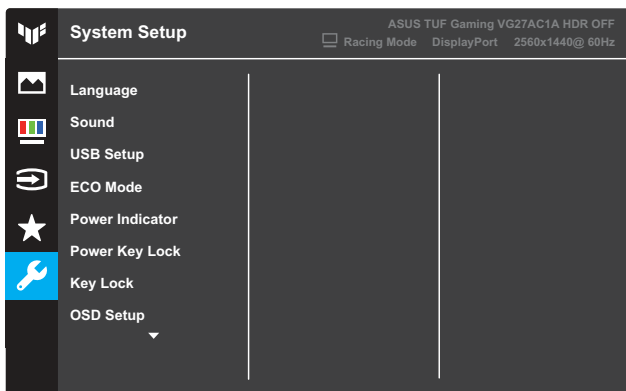 System Setup
ASUS TUF Gaming VG27AC1A HDR OFF
Racing Mode DisplayPort 2560x1440@ 60Hz
Language
Sound
USB Setup
ECO Mode
Power Indicator
Power Key Lock
Key Lock
OSD Setup